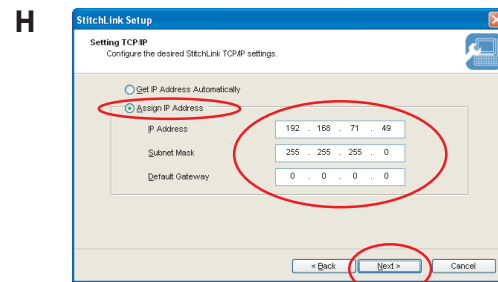 H
StitchLink Setup
Setting TCP/IP
Configure the desired StitchLink TCP/IP settings.
Get IP Address Automatically
Assign IP Address
IP Address 192 . 168 . 71 . 49
Subnet Mask 255 . 255 . 255 . 0
Default Gateway 0 . 0 . 0 . 0
< Back Next > Cancel